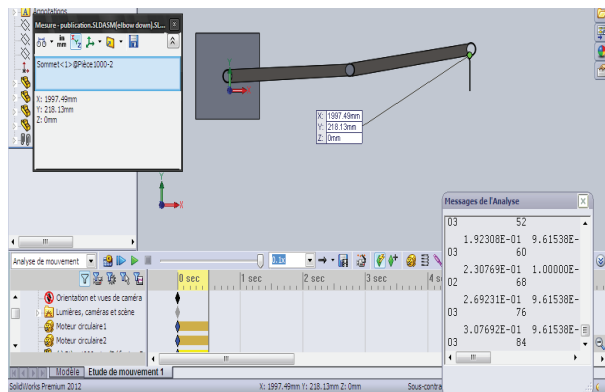 Annotations
Mesure - publication.SLDASM(elbow down).SL...
in
mm
Sommet<1>@Pièce1000-2
X: 1997.49mm
Y: 218.13mm
Z: 0mm
X: 1997.49mm
Y: 218.13mm
Z: 0mm
Y
X
Messages de l'Analyse
03 52
1.92308E-01 9.61538E-
03 60
2.30769E-01 1.00000E-
02 68
2.69231E-01 9.61538E-
03 76
3.07692E-01 9.61538E-
03 84
Analyse de mouvement
0 sec
1 sec
2 sec
3 sec
4 s
Orientation et vues de caméra
Lumières, caméras et scène
Moteur circulaire1
Moteur circulaire2
Modèle
Etude de mouvement 1
SolidWorks Premium 2012
X: 1997.49mm Y: 218.13mm Z: 0mm
Sous-contra